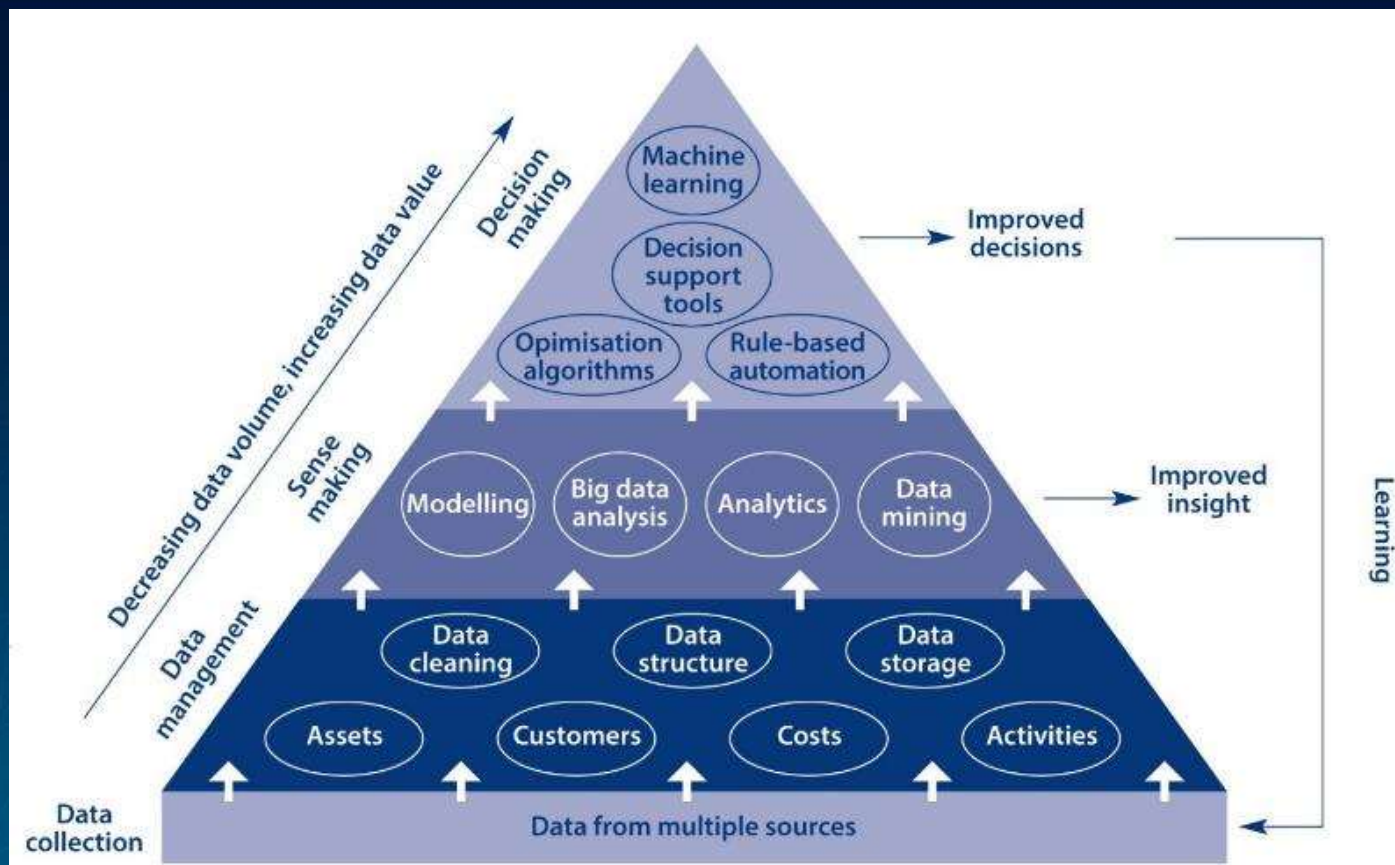 Machine
learning
Decision
support
tools
Opimisation
algorithms
Rule-based
automation
Decision
making
Improved
decisions
Decreasing data volume, increasing data value
Sense
making
Modelling
Big data
analysis
Analytics
Data
mining
Improved
insight
Learning
Data
management
Data
cleaning
Data
structure
Data
storage
Assets
Customers
Costs
Activities
Data
collection
Data from multiple sources